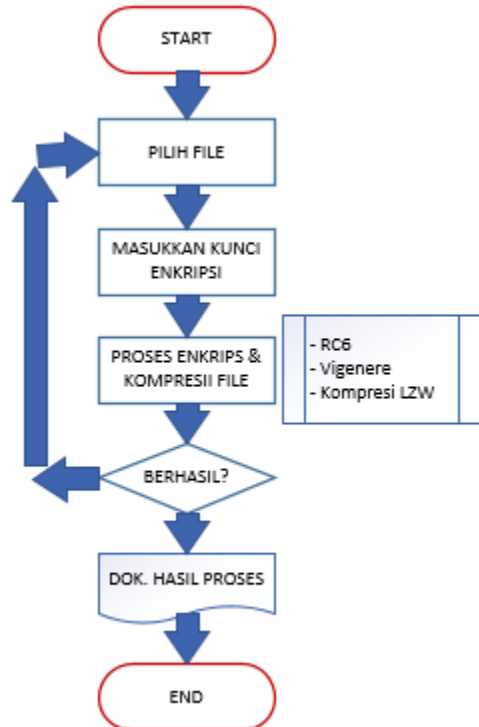 START
PILIH FILE
MASUKKAN KUNCI
ENKRIPSI
PROSES ENKRIPS &
KOMPRESII FILE
- RC6
- Vigenere
- Kompresi LZW
BERHASIL?
DOK. HASIL PROSES
END